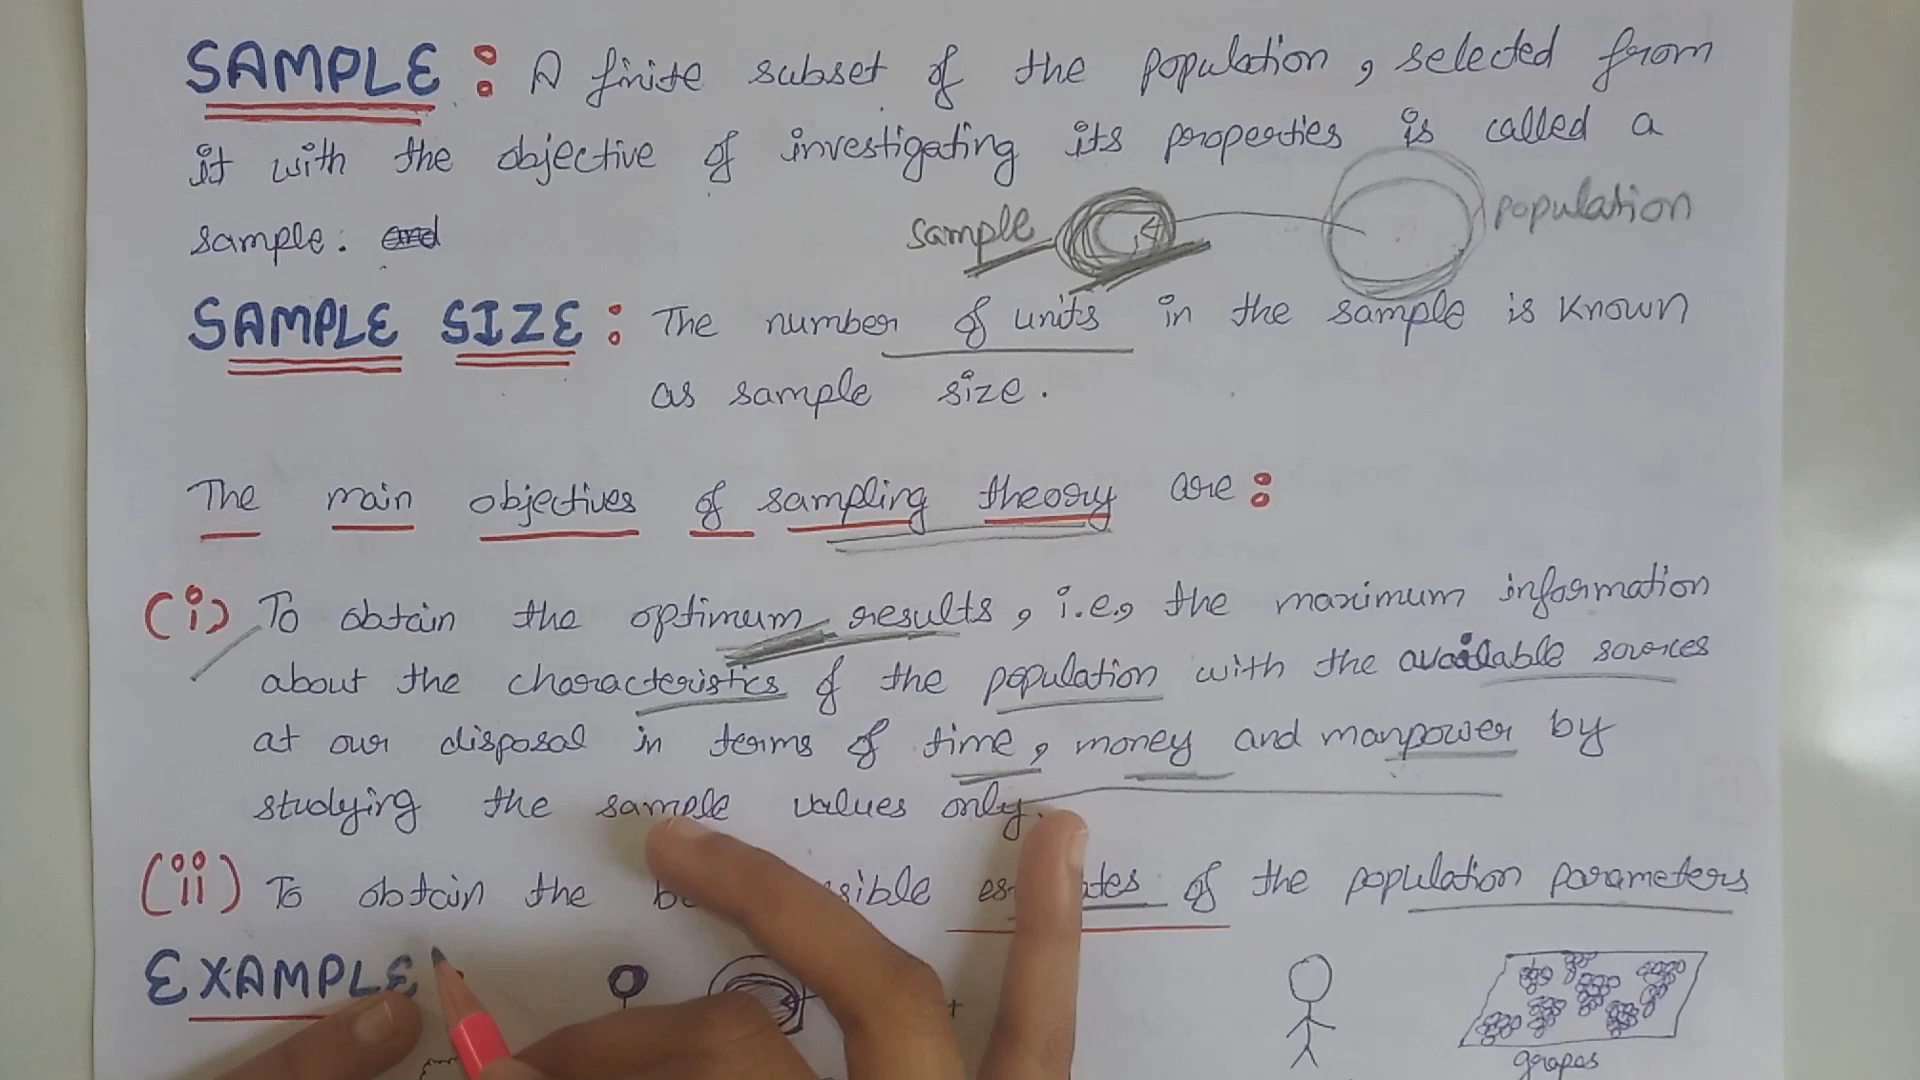 SAMPLE : A finite subset of the population, selected from
it with the objective of investigating its properties is called a
sample.
sample
population
SAMPLE SIZE : The number of units in the sample is known
as sample size.
The main objectives of sampling theory are :
(i) To obtain the optimum results, i.e, the maximum information
about the characteristics of the population with the available sources
at our disposal in terms of time, money and manpower by
studying the sample values only.
(ii) To obtain the of the population parameters
EXAMPLE
grapes